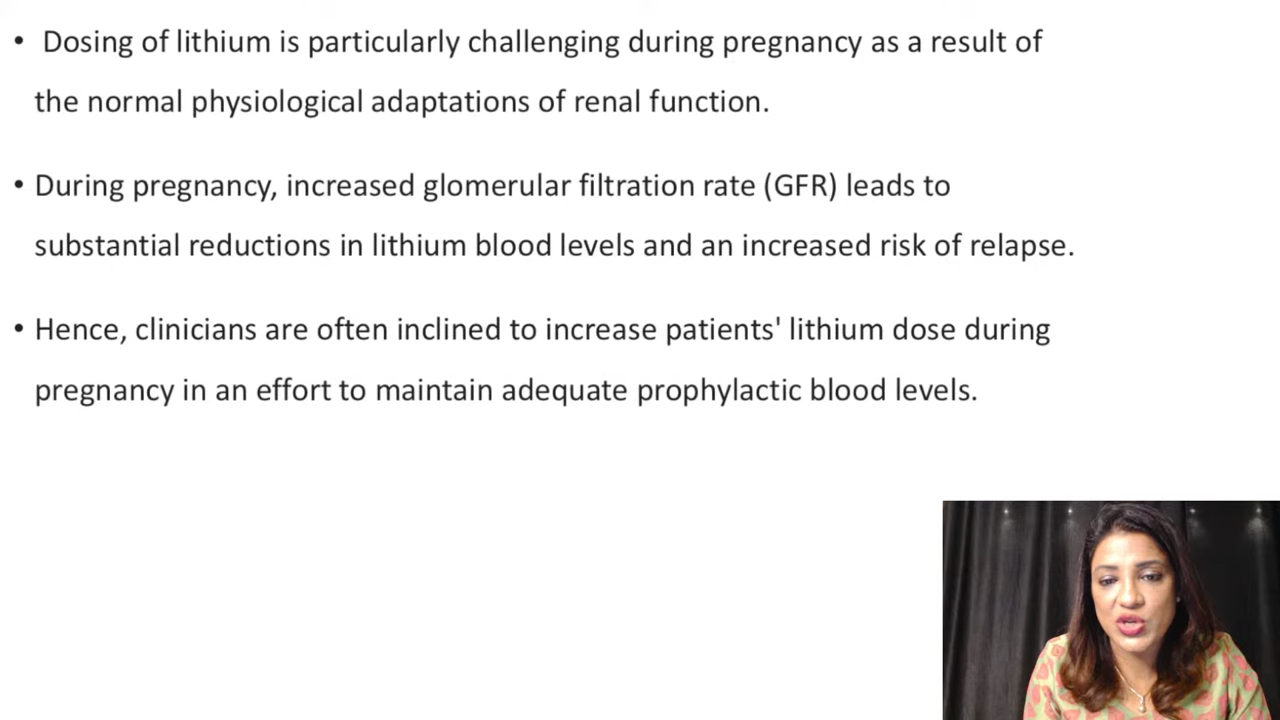 • Dosing of lithium is particularly challenging during pregnancy as a result of
the normal physiological adaptations of renal function.
• During pregnancy, increased glomerular filtration rate (GFR) leads to
substantial reductions in lithium blood levels and an increased risk of relapse.
• Hence, clinicians are often inclined to increase patients' lithium dose during
pregnancy in an effort to maintain adequate prophylactic blood levels.